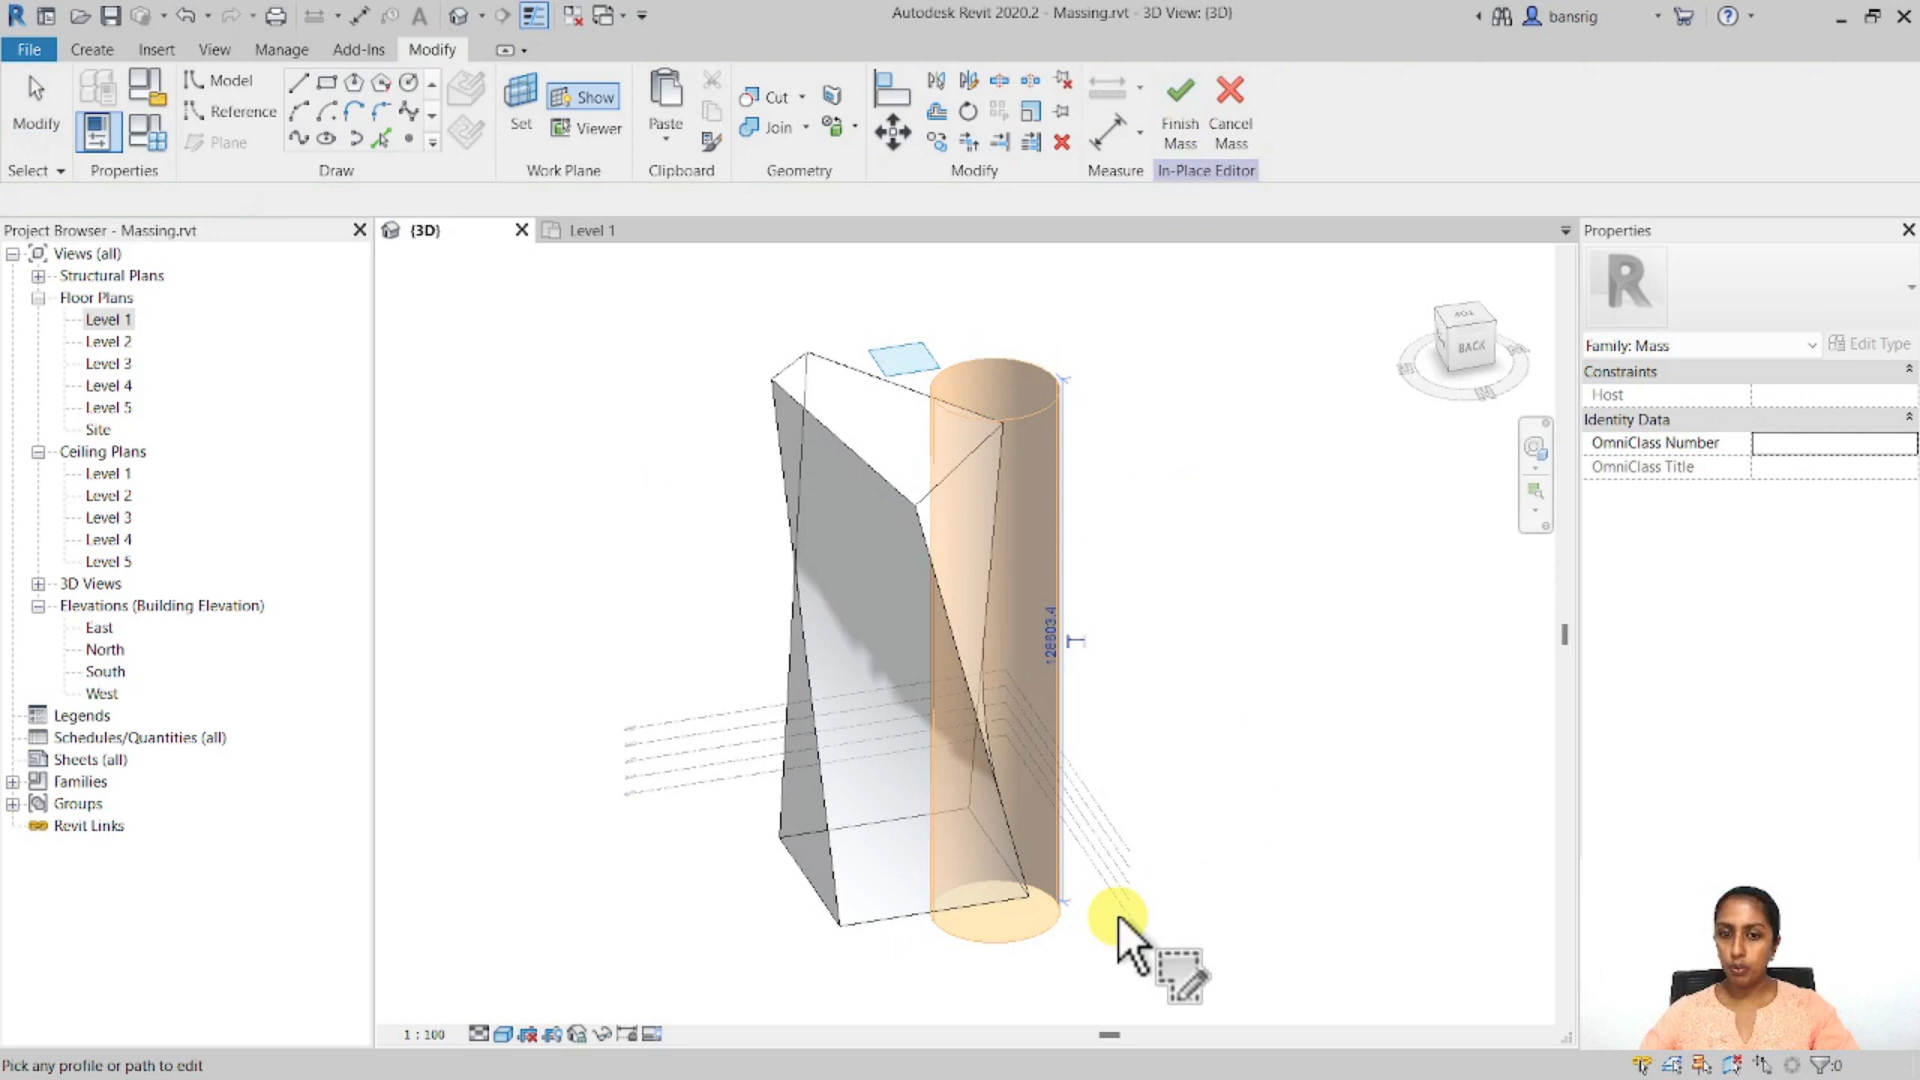 Autodesk Revit 2020.2 - Massing.rvt - 3D View: {3D}
bansrig
File Create Insert View Manage Add-Ins Modify
Modify
Model
Reference
Plane
Set
Show
Viewer
Paste
Cut
Join
Finish Mass
Cancel Mass
Select Properties Draw Work Plane Clipboard Geometry Modify Measure In-Place Editor
Project Browser - Massing.rvt
{3D}
Level 1
Properties
Views (all)
Structural Plans
Floor Plans
Level 1
Level 2
Level 3
Level 4
Level 5
Site
Ceiling Plans
Level 1
Level 2
Level 3
Level 4
Level 5
3D Views
Elevations (Building Elevation)
East
North
South
West
Legends
Schedules/Quantities (all)
Sheets (all)
Families
Groups
Revit Links
128603.4
TOP
BACK
Family: Mass
Edit Type
Constraints
Host
Identity Data
OmniClass Number
OmniClass Title
1 : 100
Pick any profile or path to edit
:0